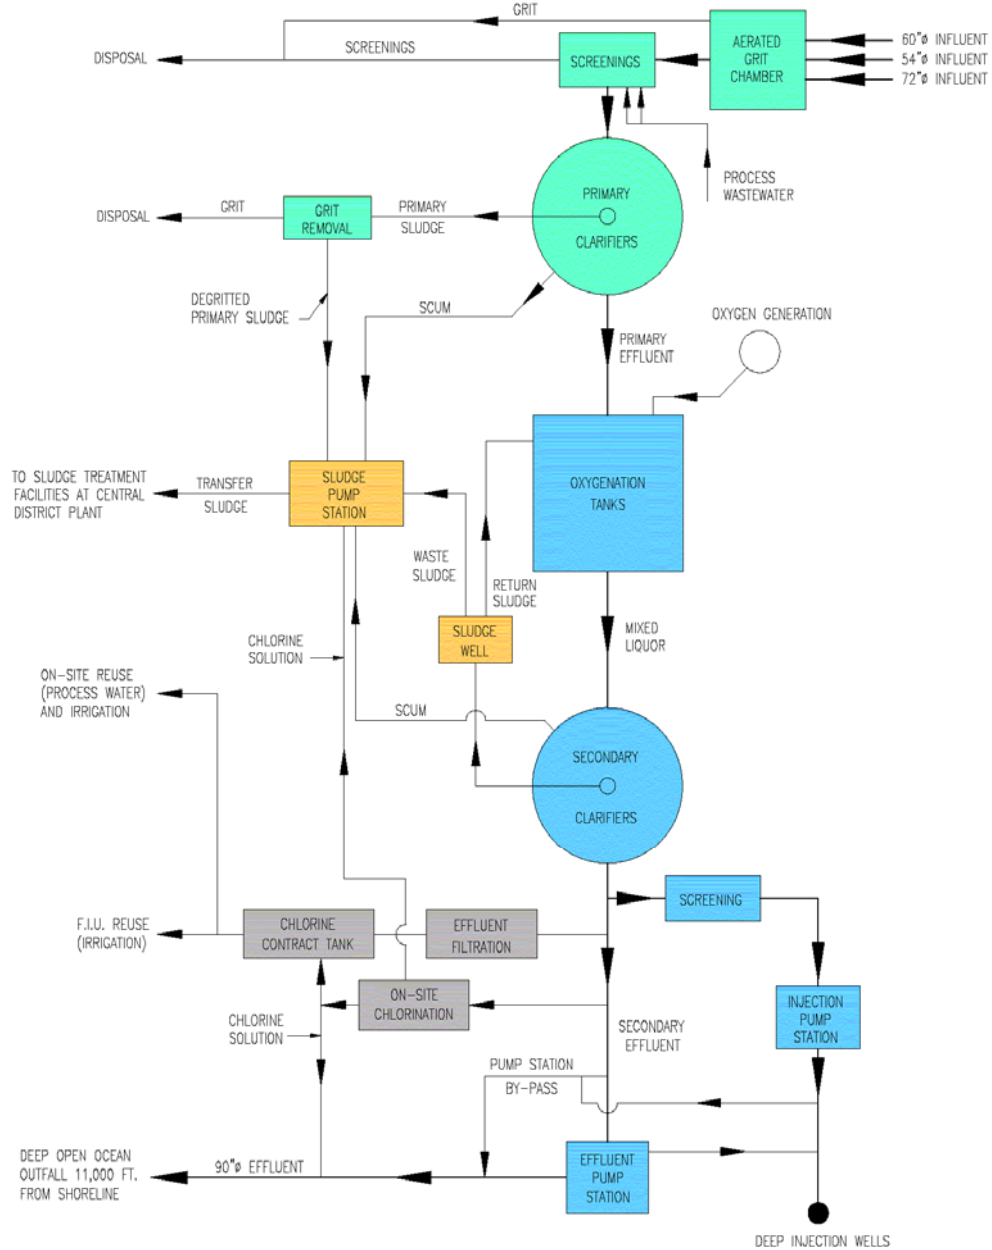 GRIT
60"ø INFLUENT
54"ø INFLUENT
72"ø INFLUENT
AERATED
GRIT
CHAMBER
DISPOSAL
SCREENINGS
SCREENINGS
PROCESS
WASTEWATER
PRIMARY
CLARIFIERS
DISPOSAL
GRIT
GRIT
REMOVAL
PRIMARY
SLUDGE
DEGRITTED
PRIMARY SLUDGE
SCUM
OXYGEN GENERATION
PRIMARY
EFFLUENT
TO SLUDGE TREATMENT
FACILITIES AT CENTRAL
DISTRICT PLANT
TRANSFER
SLUDGE
SLUDGE
PUMP
STATION
OXYGENATION
TANKS
WASTE
SLUDGE
RETURN
SLUDGE
SLUDGE
WELL
MIXED
LIQUOR
CHLORINE
SOLUTION
ON-SITE REUSE
(PROCESS WATER)
AND IRRIGATION
SCUM
SECONDARY
CLARIFIERS
SCREENING
F.I.U. REUSE
(IRRIGATION)
CHLORINE
CONTRACT TANK
EFFLUENT
FILTRATION
ON-SITE
CHLORINATION
INJECTION
PUMP
STATION
CHLORINE
SOLUTION
SECONDARY
EFFLUENT
PUMP STATION
BY-PASS
DEEP OPEN OCEAN
OUTFALL 11,000 FT.
FROM SHORELINE
90"ø EFFLUENT
EFFLUENT
PUMP
STATION
DEEP INJECTION WELLS